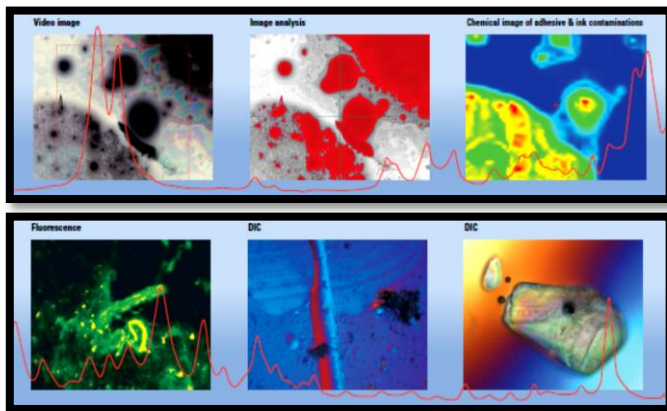 Video image
Image analysis
Chemical image of adhesive & ink contaminations
Fluorescence
DIC
DIC